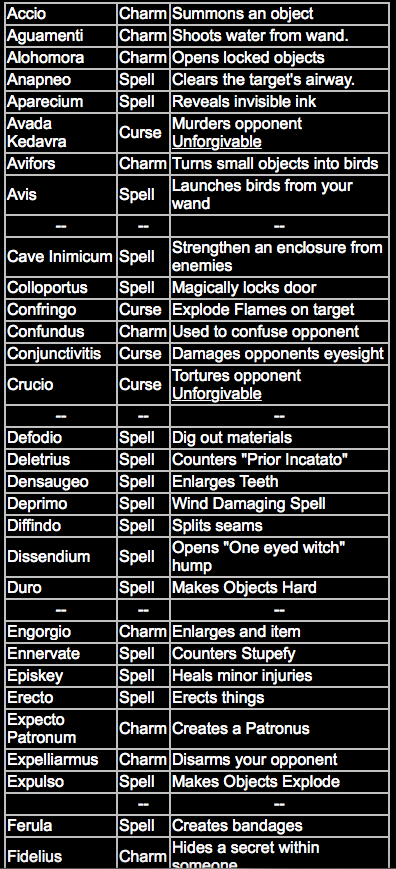 Accio Charm Summons an object
Aguamenti Charm Shoots water from wand.
Alohomora Charm Opens locked objects
Anapneo Spell Clears the target's airway.
Aparecium Spell Reveals invisible ink
Avada Kedavra Curse Murders opponent
Unforgivable
Avifors Charm Turns small objects into birds
Avis Spell Launches birds from your
wand
-- -- --
Cave Inimicum Spell Strengthen an enclosure from
enemies
Colloportus Spell Magically locks door
Confringo Curse Explode Flames on target
Confundus Charm Used to confuse opponent
Conjunctivitis Curse Damages opponents eyesight
Crucio Curse Tortures opponent
Unforgivable
-- -- --
Defodio Spell Dig out materials
Deletrius Spell Counters "Prior Incatato"
Densaugeo Spell Enlarges Teeth
Deprimo Spell Wind Damaging Spell
Diffindo Spell Splits seams
Dissendium Spell Opens "One eyed witch"
hump
Duro Spell Makes Objects Hard
-- -- --
Engorgio Charm Enlarges and item
Ennervate Spell Counters Stupefy
Episkey Spell Heals minor injuries
Erecto Spell Erects things
Expecto
Patronum Charm Creates a Patronus
Expelliarmus Charm Disarms your opponent
Expulso Spell Makes Objects Explode
-- --
Ferula Spell Creates bandages
Fidelius Charm Hides a secret within
someone